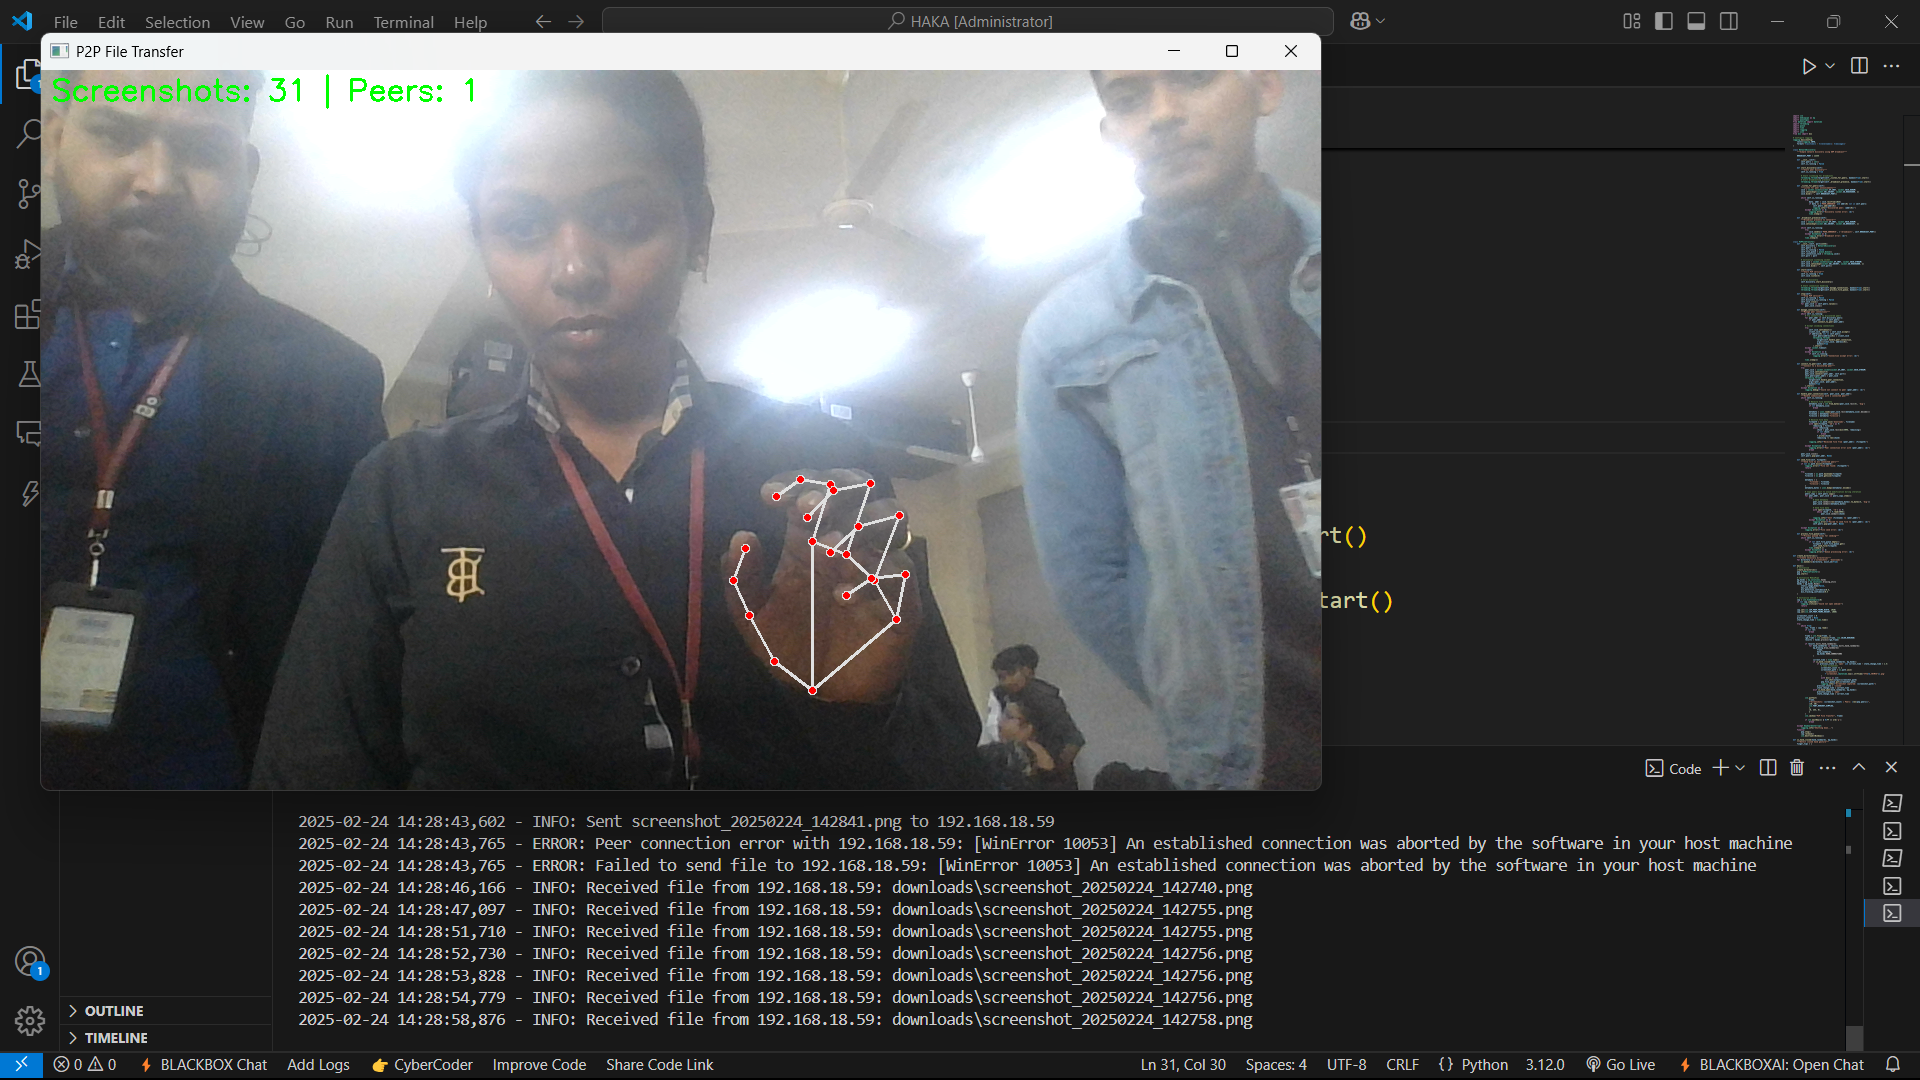 File Edit Selection View Go Run Terminal Help
HAKA [Administrator]
P2P File Transfer
Screenshots: 31 | Peers: 1
rt()
tart()
Code
2025-02-24 14:28:43,602 - INFO: Sent screenshot_20250224_142841.png to 192.168.18.59
2025-02-24 14:28:43,765 - ERROR: Peer connection error with 192.168.18.59: [WinError 10053] An established connection was aborted by the software in your host machine
2025-02-24 14:28:43,765 - ERROR: Failed to send file to 192.168.18.59: [WinError 10053] An established connection was aborted by the software in your host machine
2025-02-24 14:28:46,166 - INFO: Received file from 192.168.18.59: downloads\screenshot_20250224_142740.png
2025-02-24 14:28:47,097 - INFO: Received file from 192.168.18.59: downloads\screenshot_20250224_142755.png
2025-02-24 14:28:51,710 - INFO: Received file from 192.168.18.59: downloads\screenshot_20250224_142755.png
2025-02-24 14:28:52,730 - INFO: Received file from 192.168.18.59: downloads\screenshot_20250224_142756.png
2025-02-24 14:28:53,828 - INFO: Received file from 192.168.18.59: downloads\screenshot_20250224_142756.png
2025-02-24 14:28:54,779 - INFO: Received file from 192.168.18.59: downloads\screenshot_20250224_142756.png
2025-02-24 14:28:58,876 - INFO: Received file from 192.168.18.59: downloads\screenshot_20250224_142758.png
1
OUTLINE
TIMELINE
0 0 BLACKBOX Chat Add Logs CyberCoder Improve Code Share Code Link Ln 31, Col 30 Spaces: 4 UTF-8 CRLF {} Python 3.12.0 Go Live BLACKBOXAI: Open Chat